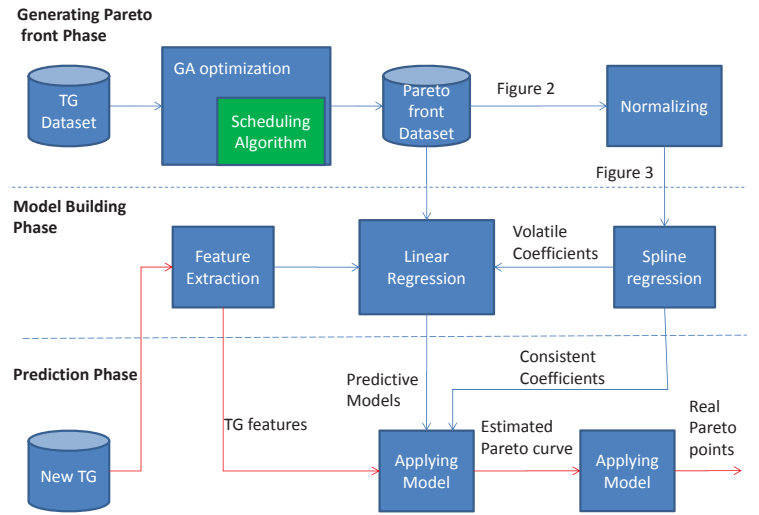 Generating Pareto
front Phase
TG
Dataset
GA optimization
Scheduling
Algorithm
Pareto
front
Dataset
Figure 2
Normalizing
Figure 3
Model Building
Phase
Feature
Extraction
Linear
Regression
Volatile
Coefficients
Spline
regression
Prediction Phase
New TG
TG features
Predictive
Models
Consistent
Coefficients
Applying
Model
Estimated
Pareto curve
Applying
Model
Real
Pareto
points